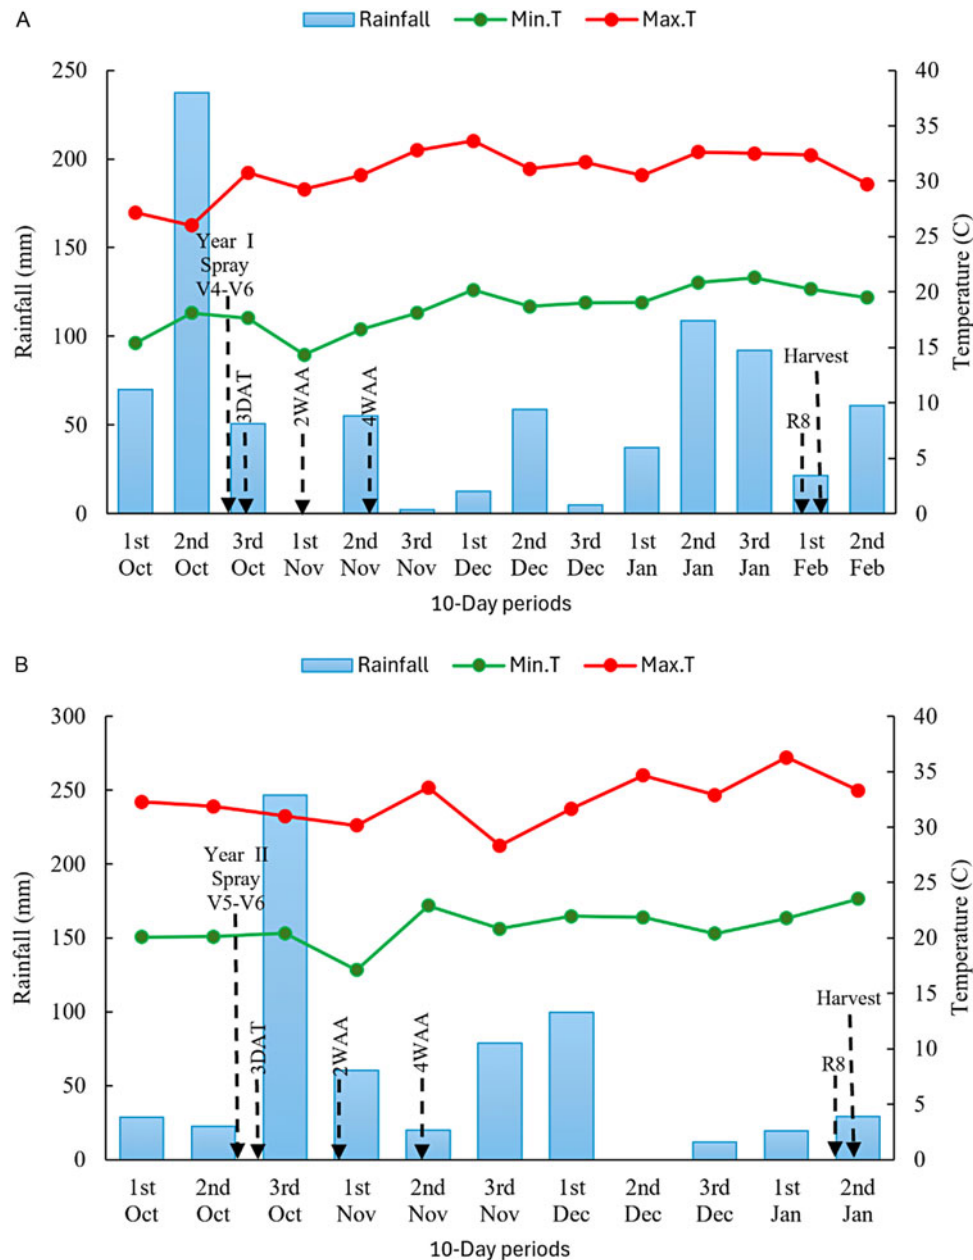 A
Rainfall Min.T Max.T
250
200
150
100
50
0
Rainfall (mm)
40
35
30
25
20
15
10
5
0
Temperature (C)
Year I
Spray
V4-V6
3DAT
2WAA
4WAA
R8
Harvest
1st 2nd 3rd 1st 2nd 3rd 1st 2nd 3rd 1st 2nd 3rd 1st 2nd
Oct Oct Oct Nov Nov Nov Dec Dec Dec Jan Jan Jan Feb Feb
10-Day periods
B
Rainfall Min.T Max.T
300
250
200
150
100
50
0
Rainfall (mm)
40
35
30
25
20
15
10
5
0
Temperature (C)
Year II
Spray
V5-V6
3DAT
2WAA
4WAA
R8
Harvest
1st 2nd 3rd 1st 2nd 3rd 1st 2nd 3rd 1st 2nd
Oct Oct Oct Nov Nov Nov Dec Dec Dec Jan Jan
10-Day periods